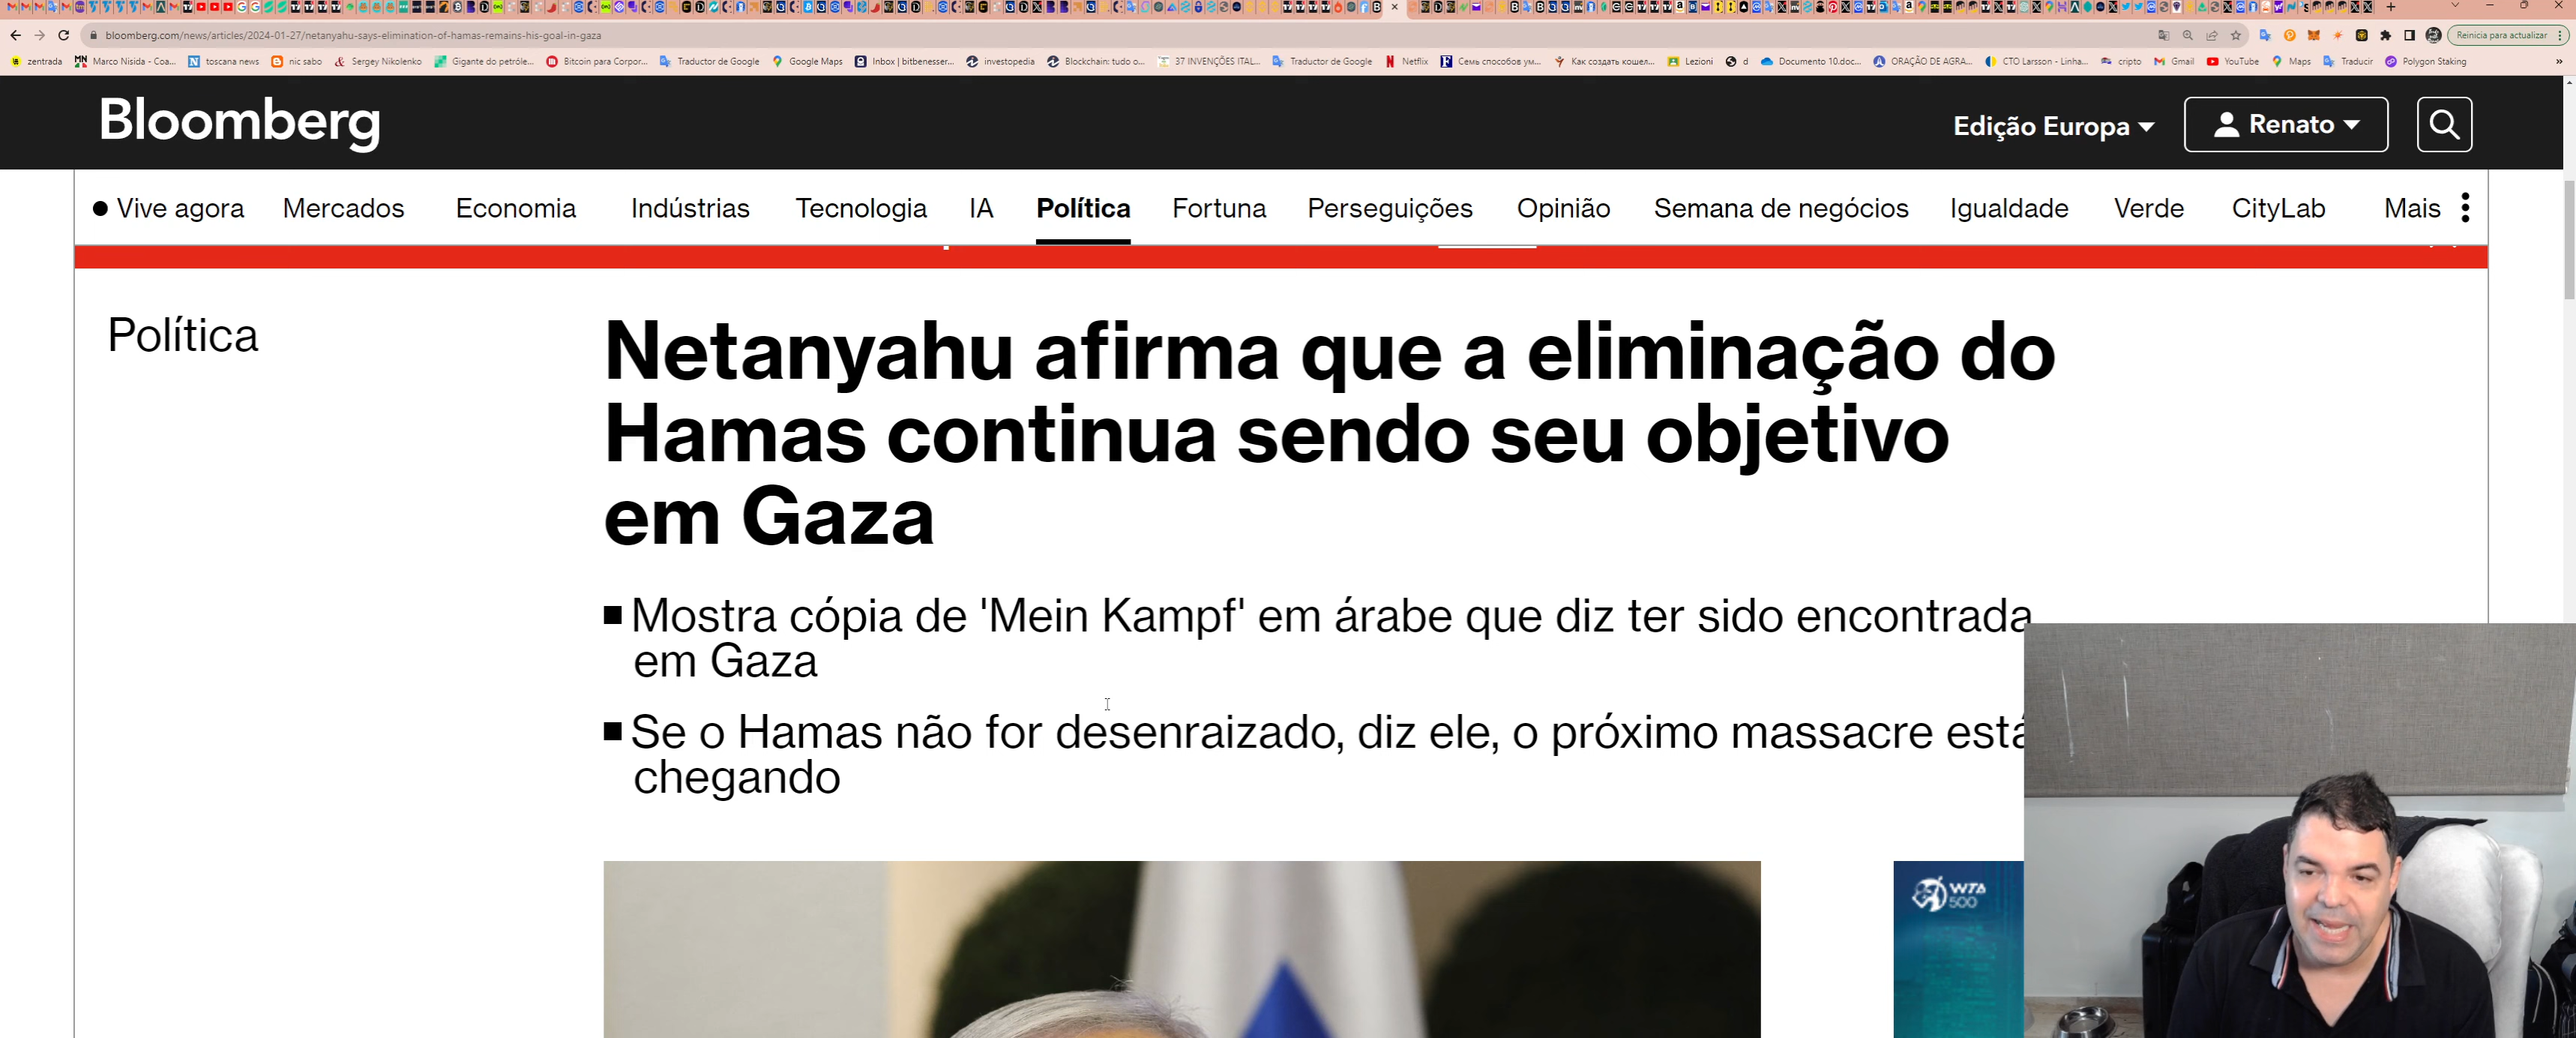 bloomberg.com/news/articles/2024-01-27/netanyahu-says-elimination-of-hamas-remains-his-goal-in-gaza
Reinicia para actualizar
zentrada Marco Nisida - Coa... toscana news nic sabo Sergey Nikolenko Gigante do petróle... Bitcoin para Corpor... Traductor de Google Google Maps Inbox | bitbenesser... investopedia Blockchain: tudo o... 37 INVENÇÕES ITAL... Traductor de Google Netflix Семь способов ум... Как создать кошел... Lezioni d Documento 10.doc... ORAÇÃO DE AGRA... CTO Larsson - Linha... cripto Gmail YouTube Maps Traducir Polygon Staking »
Bloomberg
Edição Europa Renato
Vive agora Mercados Economia Indústrias Tecnologia IA Política Fortuna Perseguições Opinião Semana de negócios Igualdade Verde CityLab Mais
Política
Netanyahu afirma que a eliminação do
Hamas continua sendo seu objetivo
em Gaza
Mostra cópia de 'Mein Kampf' em árabe que diz ter sido encontrada
em Gaza
Se o Hamas não for desenraizado, diz ele, o próximo massacre está
chegando
WTA
500